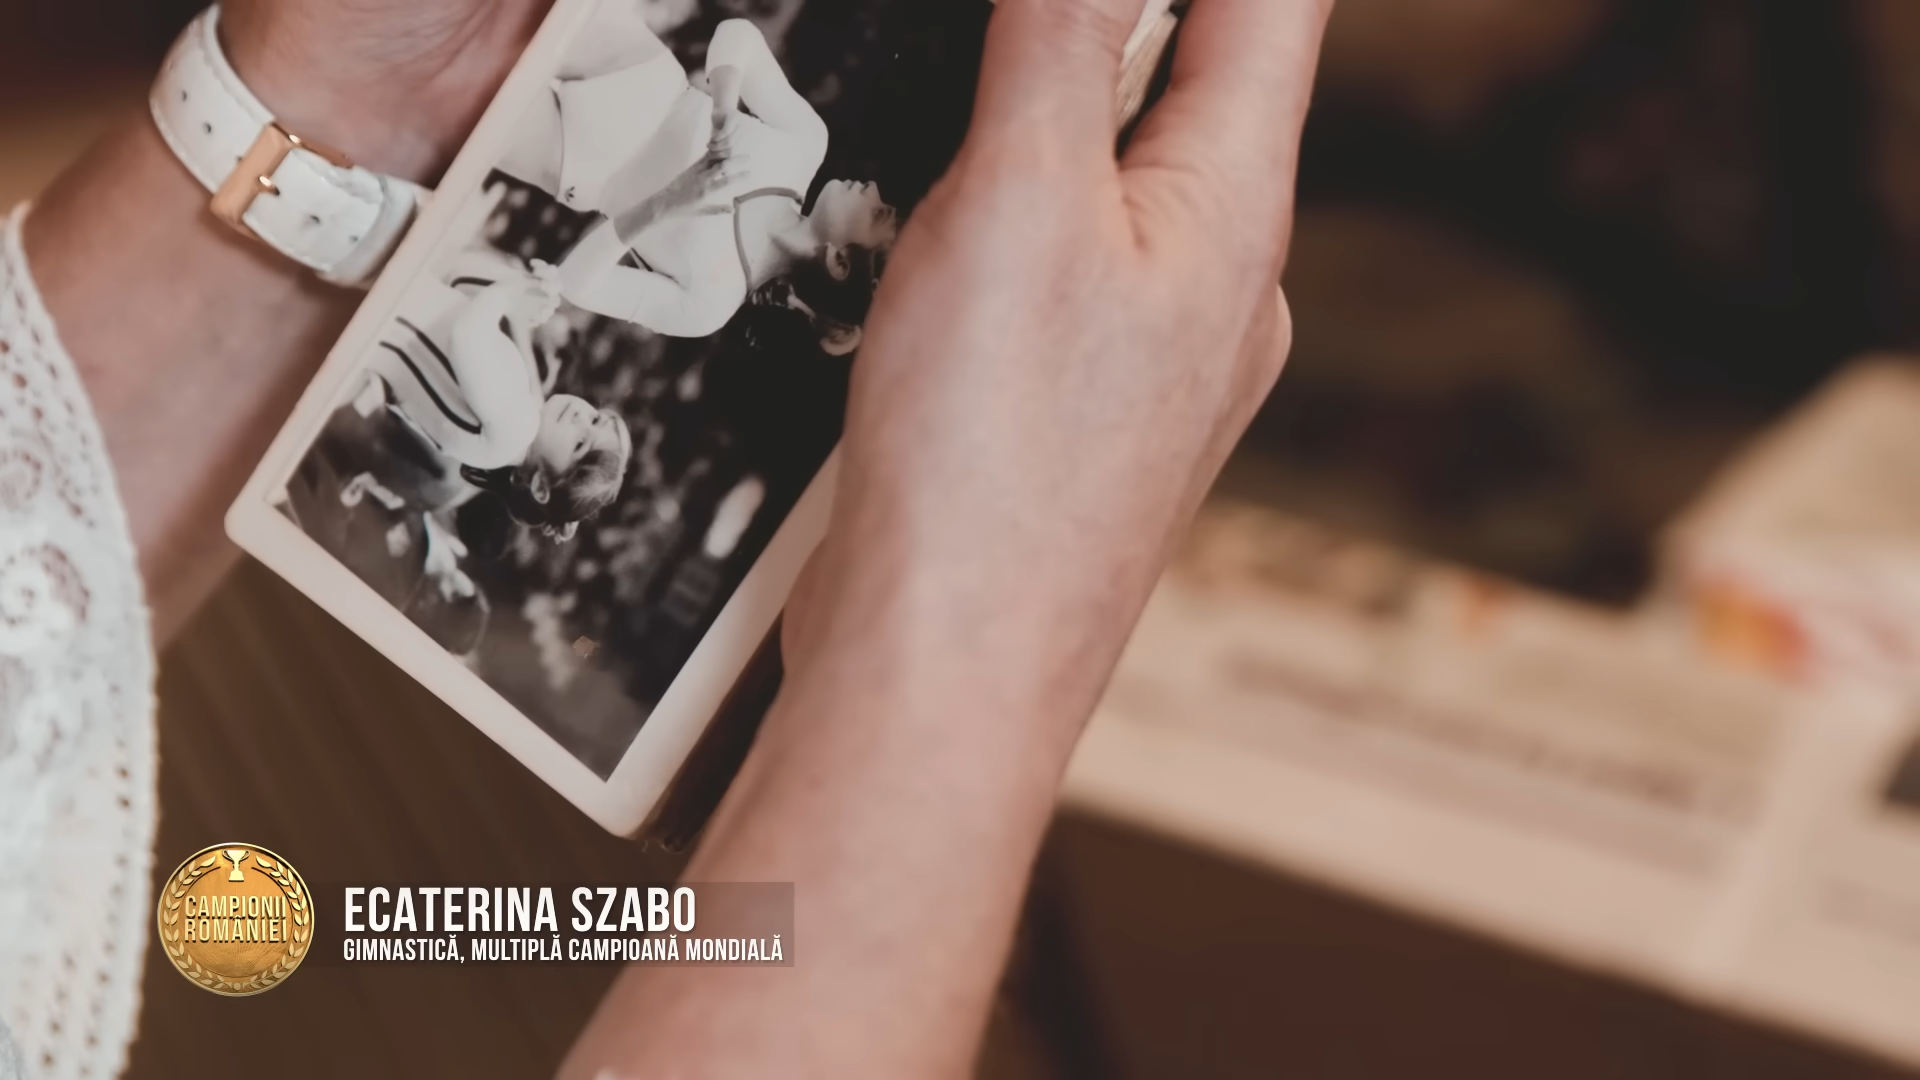 CAMPIONII
ROMÂNIEI
ECATERINA SZABO
GIMNASTICĂ, MULTIPLĂ CAMPIOANĂ MONDIALĂ